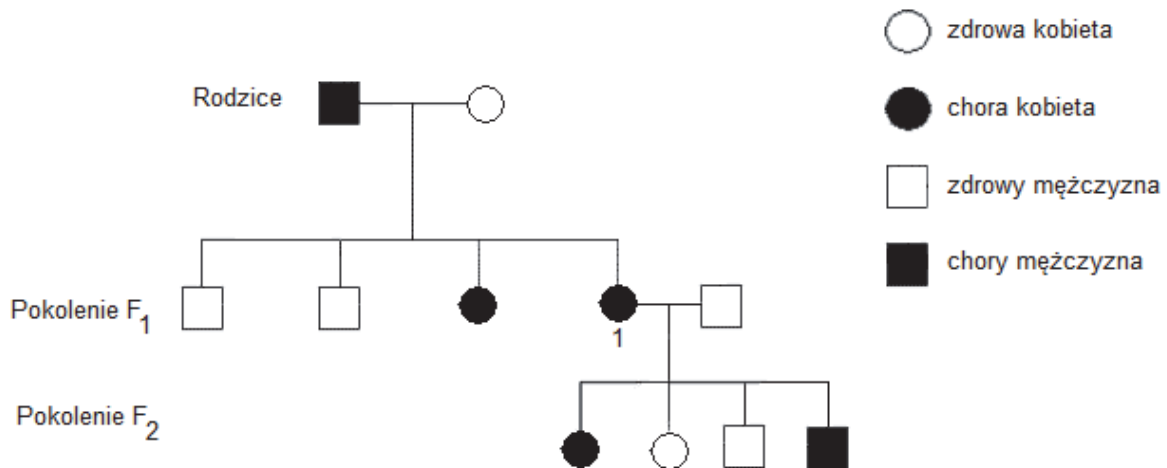 zdrowa kobieta
Rodzice
chora kobieta
zdrowy mężczyzna
chory mężczyzna
Pokolenie F1
1
Pokolenie F2